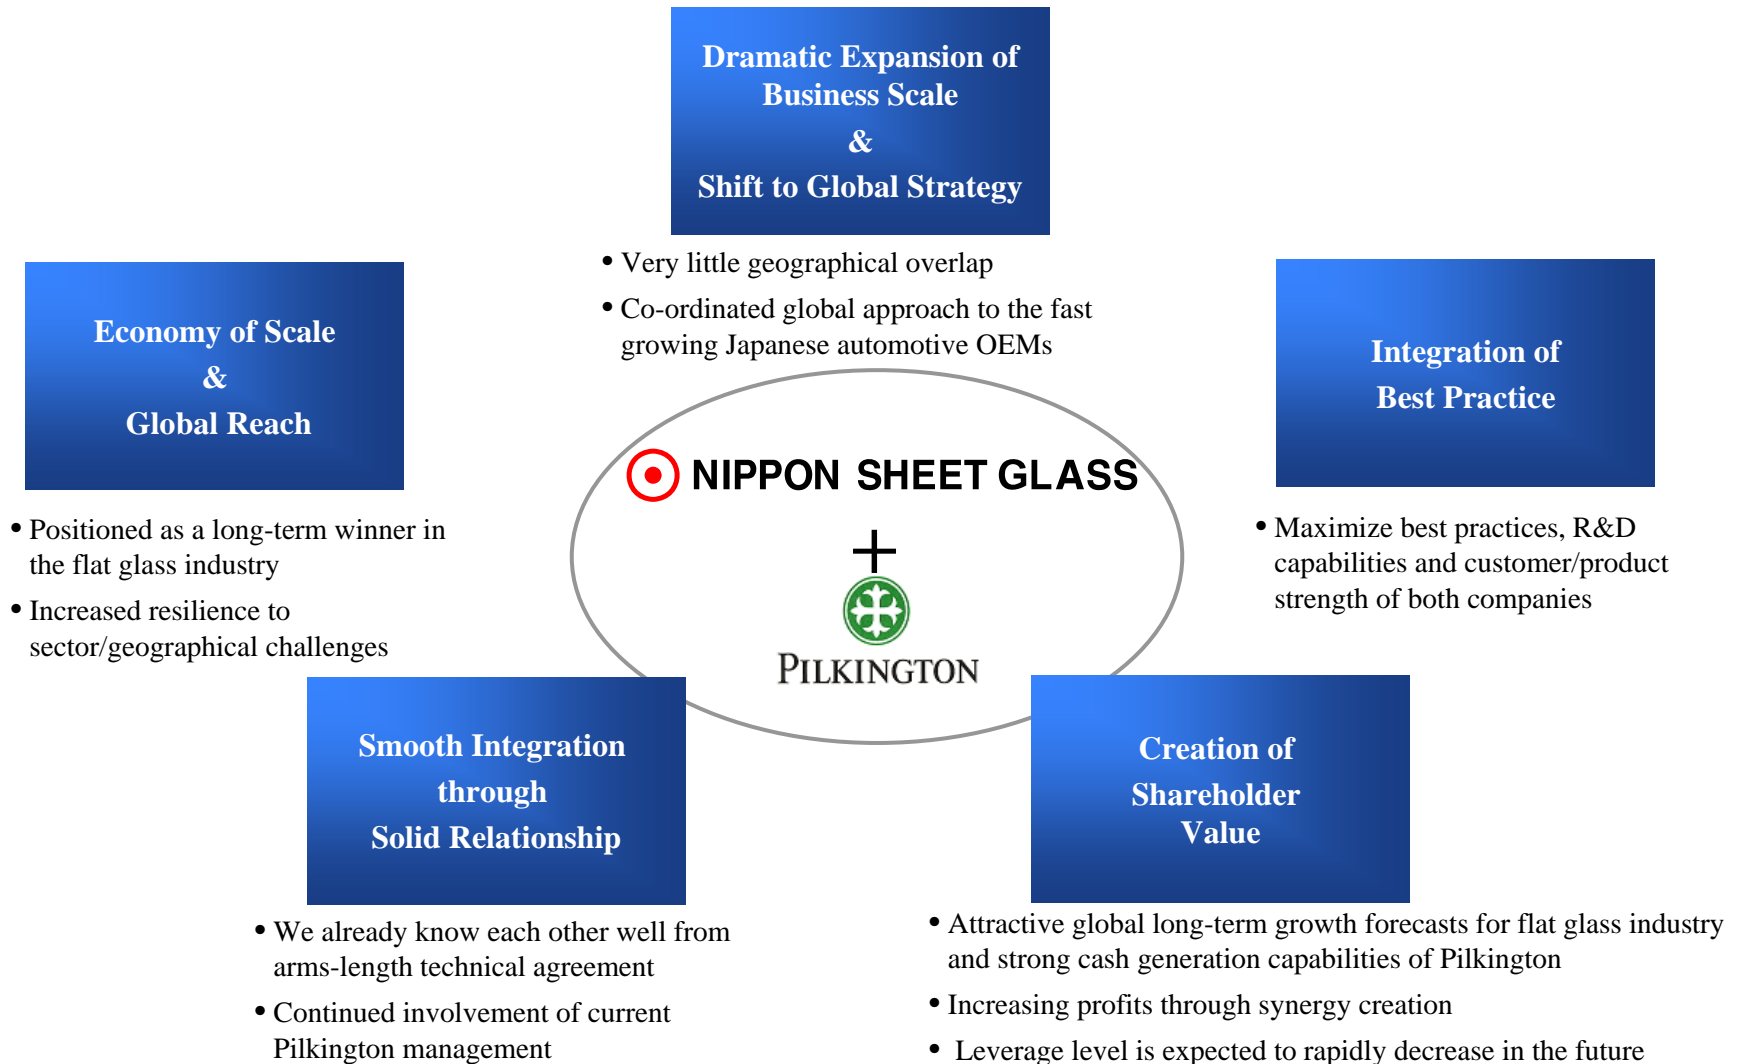 Dramatic Expansion of
Business Scale
&
Shift to Global Strategy
• Very little geographical overlap
• Co-ordinated global approach to the fast
growing Japanese automotive OEMs
Economy of Scale
&
Global Reach
• Positioned as a long-term winner in
the flat glass industry
• Increased resilience to
sector/geographical challenges
Integration of
Best Practice
• Maximize best practices, R&D
capabilities and customer/product
strength of both companies
NIPPON SHEET GLASS
+
PILKINGTON
Smooth Integration
through
Solid Relationship
• We already know each other well from
arms-length technical agreement
• Continued involvement of current
Pilkington management
Creation of
Shareholder
Value
• Attractive global long-term growth forecasts for flat glass industry
and strong cash generation capabilities of Pilkington
• Increasing profits through synergy creation
• Leverage level is expected to rapidly decrease in the future